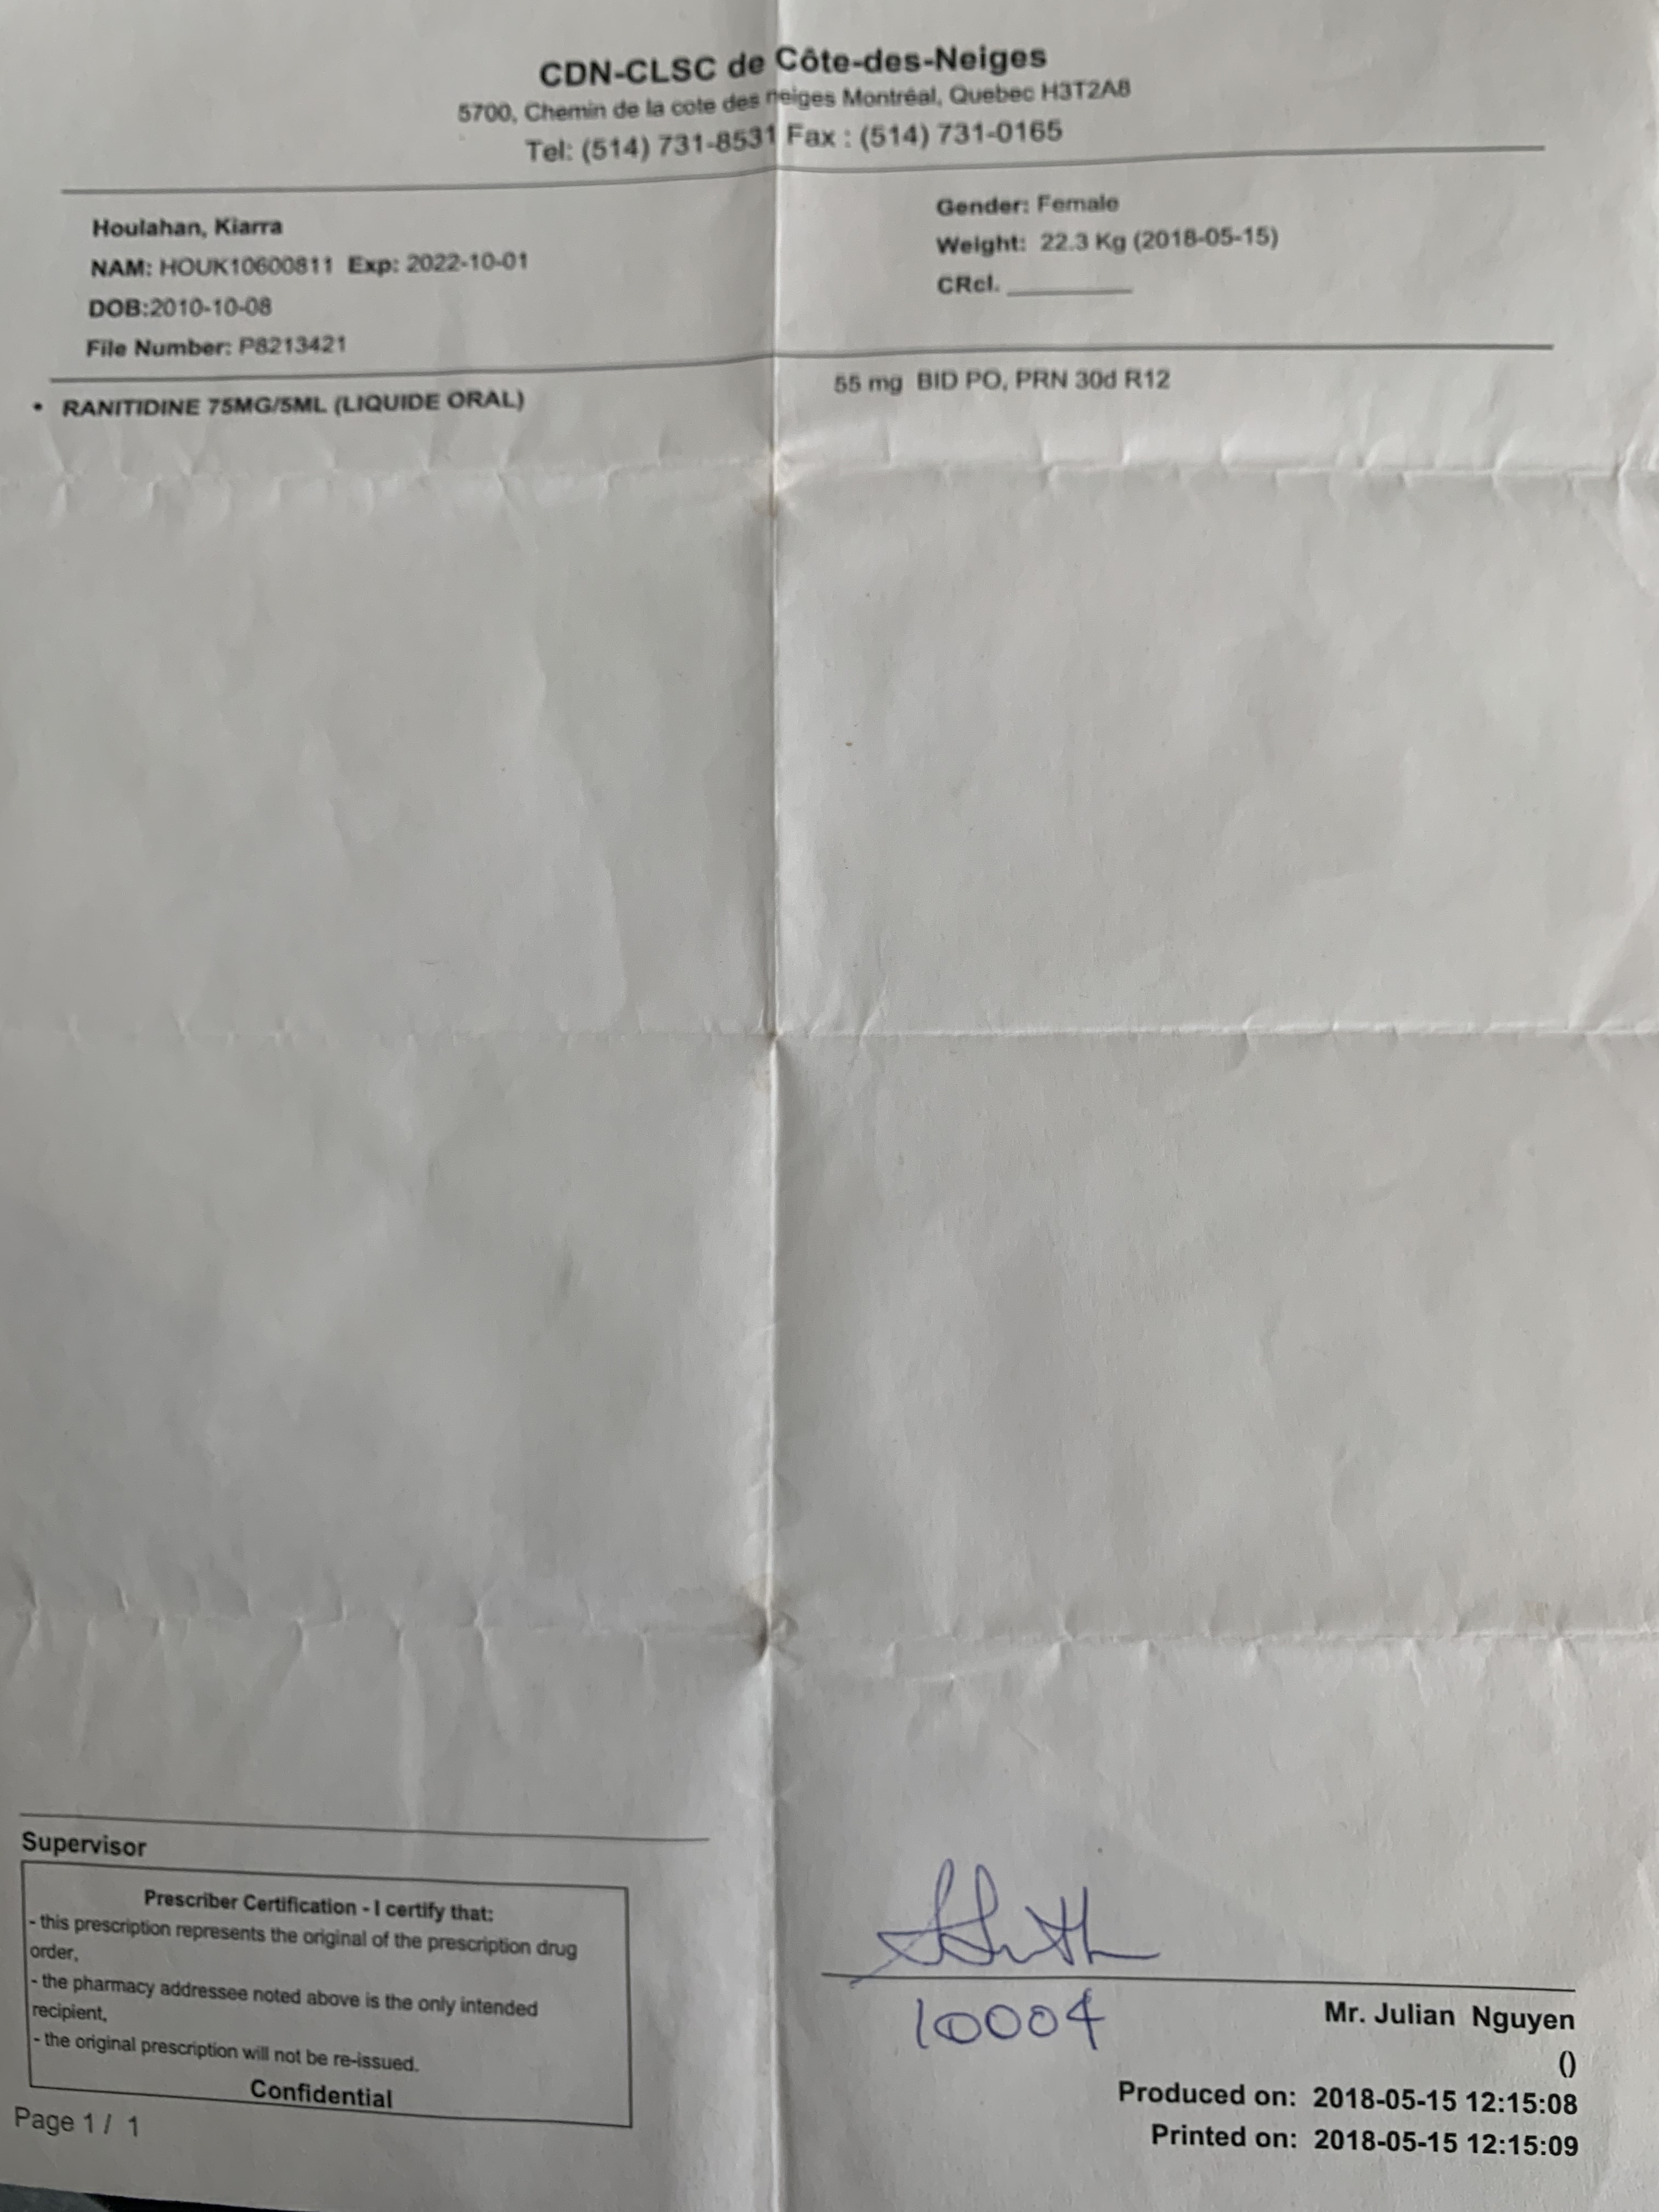 CDN-CLSC de Côte-des-Neiges
5700, Chemin de la cote des neiges Montréal, Quebec H3T2A8
Tel: (514) 731-8531 Fax : (514) 731-0165
Houlahan, Kiarra
NAM: HOUK10600811 Exp: 2022-10-01
DOB:2010-10-08
File Number: P8213421
Gender: Female
Weight: 22.3 Kg (2018-05-15)
CRcl.
• RANITIDINE 75MG/5ML (LIQUIDE ORAL) 55 mg BID PO, PRN 30d R12
Supervisor
Prescriber Certification - I certify that:
- this prescription represents the original of the prescription drug
order,
- the pharmacy addressee noted above is the only intended
recipient,
- the original prescription will not be re-issued.
Confidential
Page 1 / 1
10004
Mr. Julian Nguyen
()
Produced on: 2018-05-15 12:15:08
Printed on: 2018-05-15 12:15:09